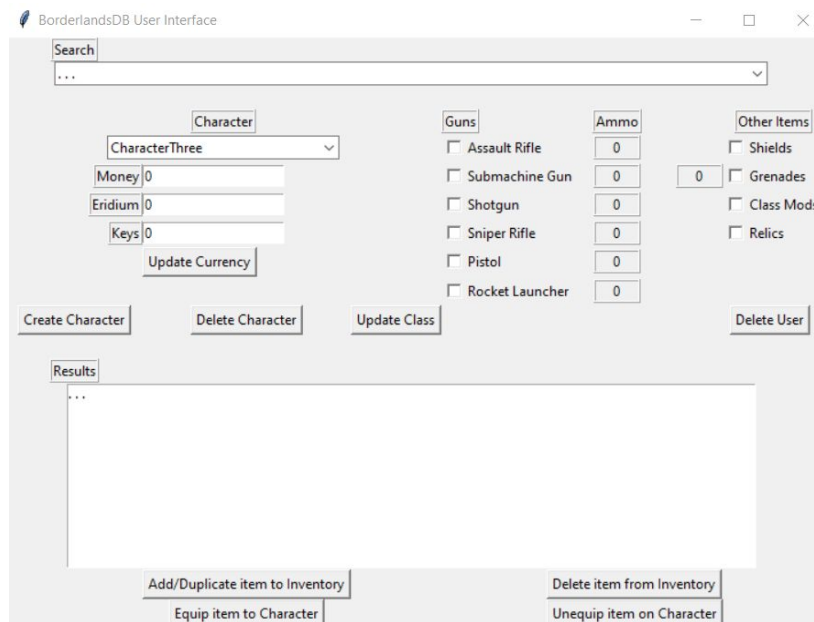 BorderlandsDB User Interface
Search
...
Character Guns Ammo Other Items
CharacterThree Assault Rifle 0 Shields
Money 0 Submachine Gun 0 0 Grenades
Eridium 0 Shotgun 0 Class Mods
Keys 0 Sniper Rifle 0 Relics
Update Currency Pistol 0
Rocket Launcher 0
Create Character Delete Character Update Class Delete User
Results
...
Add/Duplicate item to Inventory Delete item from Inventory
Equip item to Character Unequip item on Character